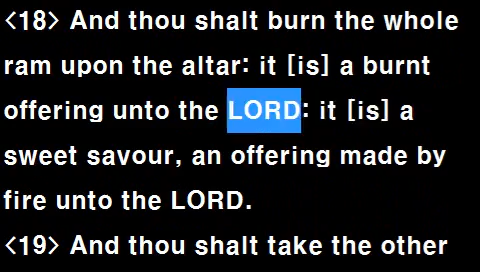 <18> And thou shalt burn the whole
ram upon the altar: it [is] a burnt
offering unto the LORD: it [is] a
sweet savour, an offering made by
fire unto the LORD.
<19> And thou shalt take the other